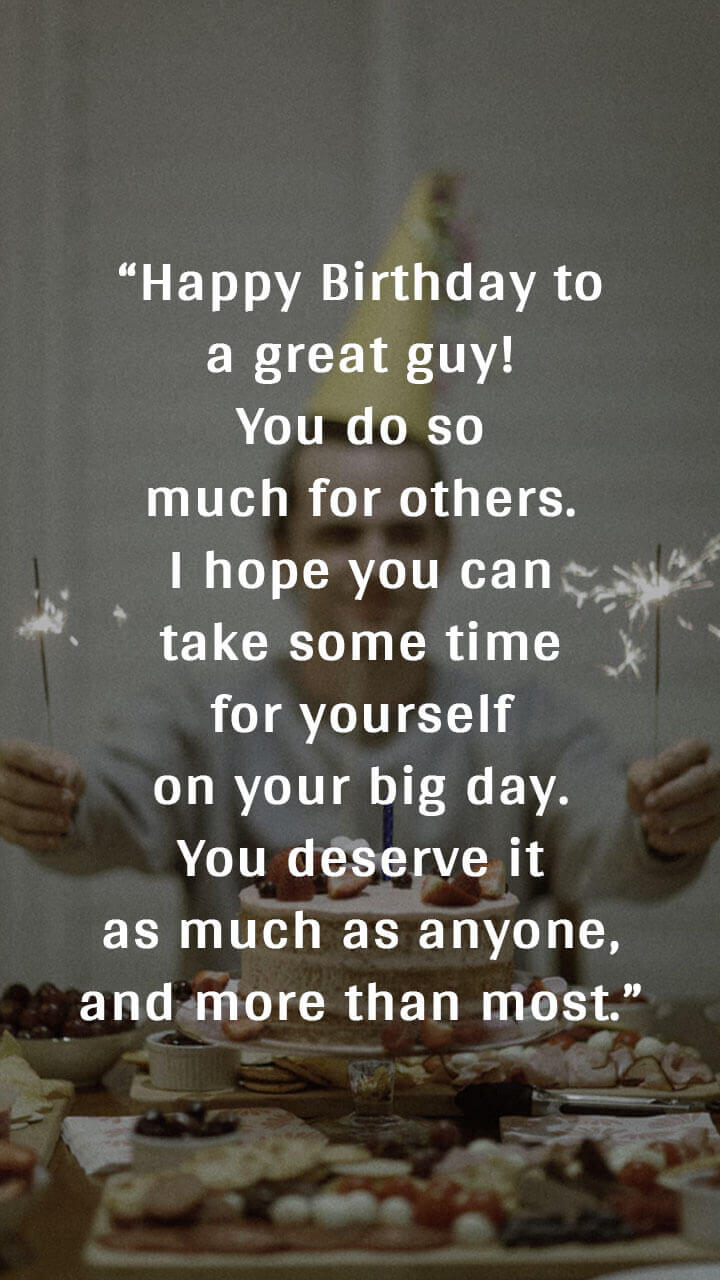 “Happy Birthday to
a great guy!
You do so
much for others.
I hope you can
take some time
for yourself
on your big day.
You deserve it
as much as anyone,
and more than most.”